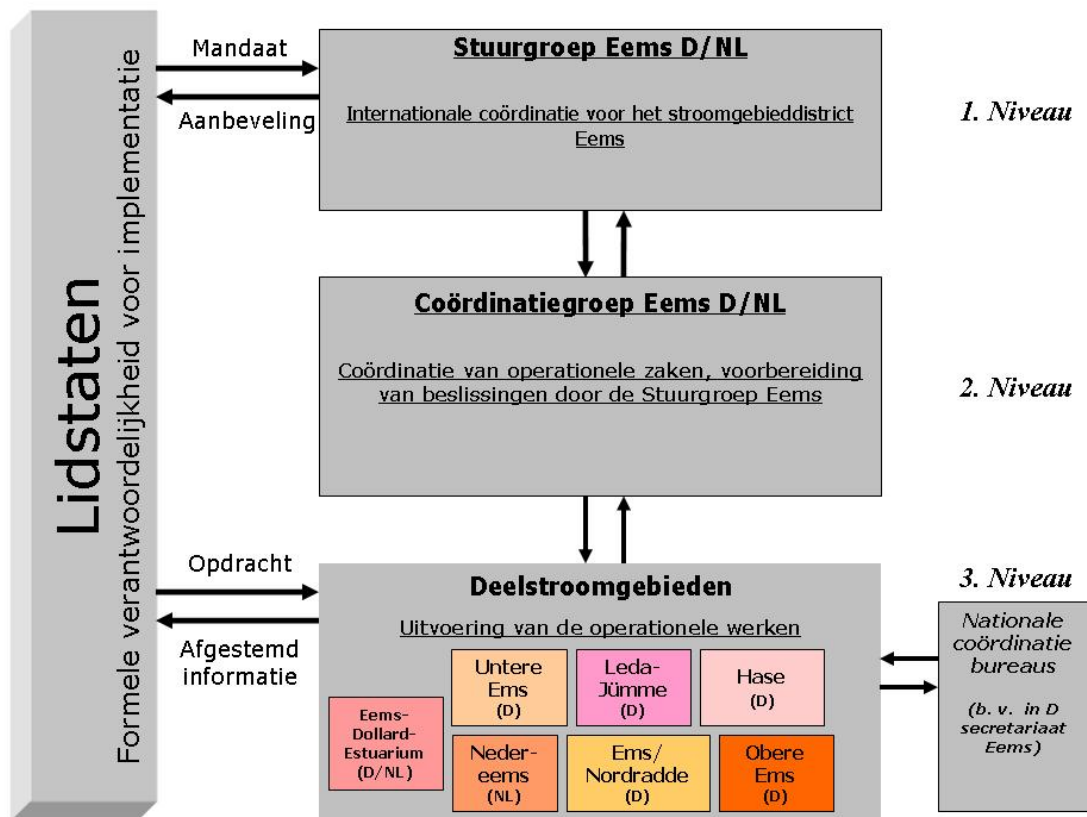 Lidstaten
Formele verantwoordelijkheid voor implementatie
Mandaat
Aanbeveling
Stuurgroep Eems D/NL
Internationale coördinatie voor het stroomgebieddistrict
Eems
1. Niveau
Coördinatiegroep Eems D/NL
Coördinatie van operationele zaken, voorbereiding
van beslissingen door de Stuurgroep Eems
2. Niveau
Opdracht
Afgestemd
informatie
Deelstroomgebieden
Uitvoering van de operationele werken
Eems-
Dollard-
Estuarium
(D/NL)
Untere
Ems
(D)
Leda-
Jümme
(D)
Hase
(D)
Neder-
eems
(NL)
Ems/
Nordradde
(D)
Obere
Ems
(D)
3. Niveau
Nationale
coördinatie
bureaus
(b. v. in D
secretariaat
Eems)